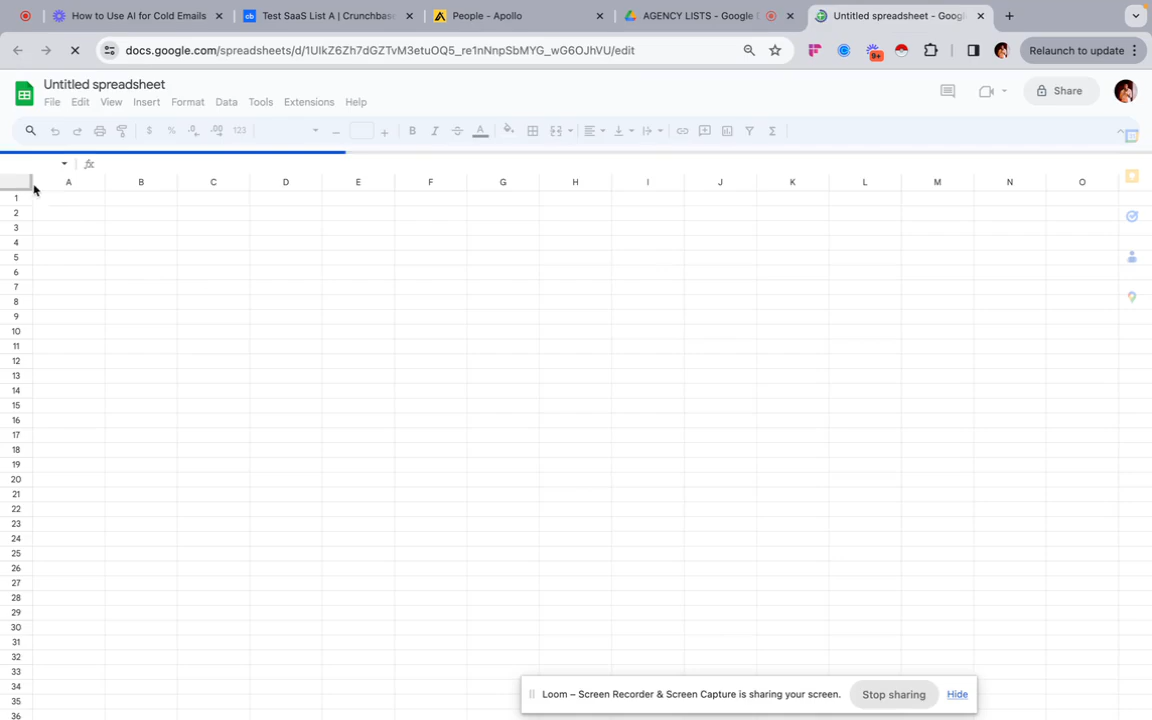 How to Use AI for Cold Emails
Test SaaS List A | Crunchbase
People - Apollo
AGENCY LISTS - Google D
Untitled spreadsheet - Google
docs.google.com/spreadsheets/d/1UIkZ6Zh7dGZTvM3etuOQ5_re1nNnpSbMYG_wG6OJhVU/edit
Relaunch to update
Untitled spreadsheet
File Edit View Insert Format Data Tools Extensions Help
Share
$ % .0 .00 123 B I S A
fx
A B C D E F G H I J K L M N O
1
2
3
4
5
6
7
8
9
10
11
12
13
14
15
16
17
18
19
20
21
22
23
24
25
26
27
28
29
30
31
32
33
34
35
36
Loom – Screen Recorder & Screen Capture is sharing your screen. Stop sharing Hide